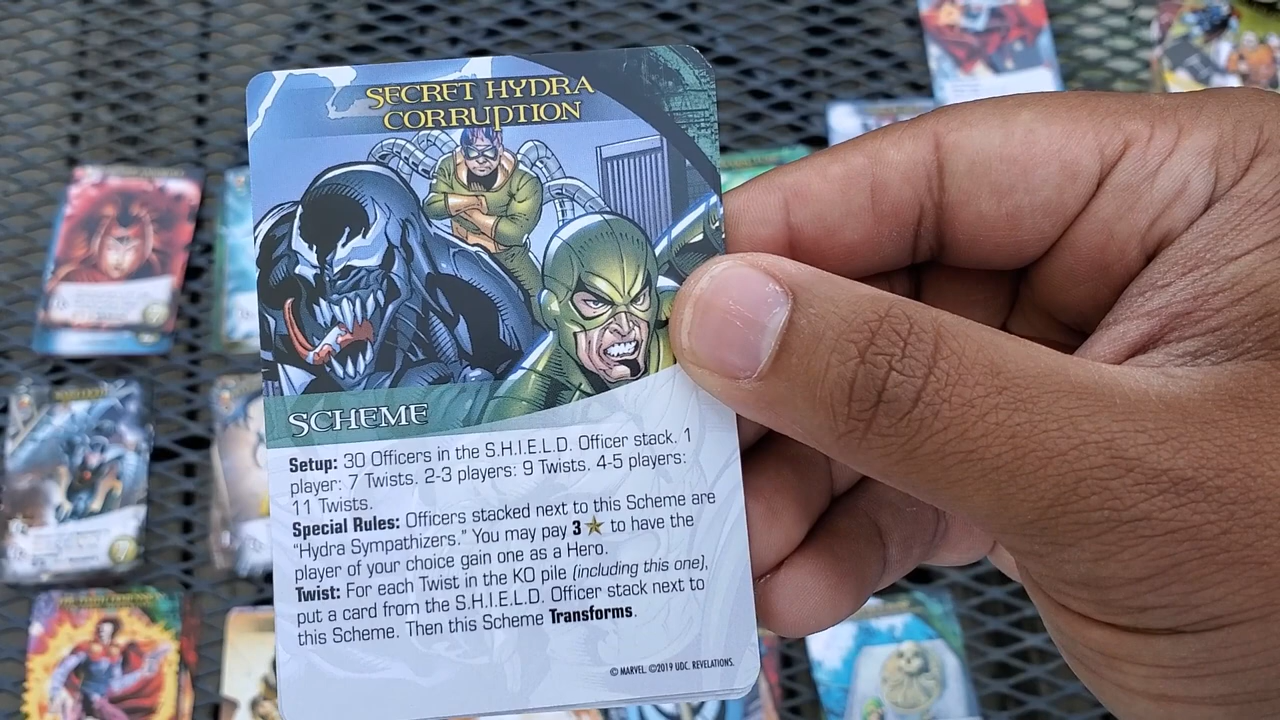 SECRET HYDRA
CORRUPTION
SCHEME
Setup: 30 Officers in the S.H.I.E.L.D. Officer stack. 1
player: 7 Twists. 2-3 players: 9 Twists. 4-5 players:
11 Twists.
Special Rules: Officers stacked next to this Scheme are
"Hydra Sympathizers." You may pay 3★ to have the
player of your choice gain one as a Hero.
Twist: For each Twist in the KO pile (including this one),
put a card from the S.H.I.E.L.D. Officer stack next to
this Scheme. Then this Scheme Transforms.
© MARVEL. ©2019 UDC. REVELATIONS.
7
7